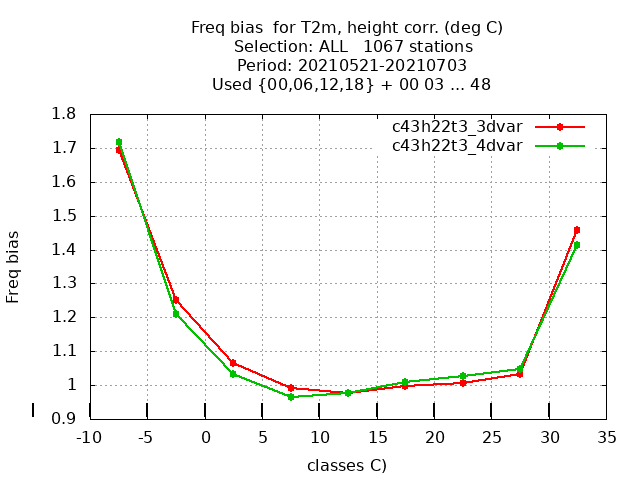 Freq bias  for T2m, height corr. (deg C)
Selection: ALL   1067 stations
Period: 20210521-20210703
Used {00,06,12,18} + 00 03 ... 48
c43h22t3_3dvar
c43h22t3_4dvar
Freq bias
1.8
1.7
1.6
1.5
1.4
1.3
1.2
1.1
1
0.9
-10 -5 0 5 10 15 20 25 30 35
classes C)